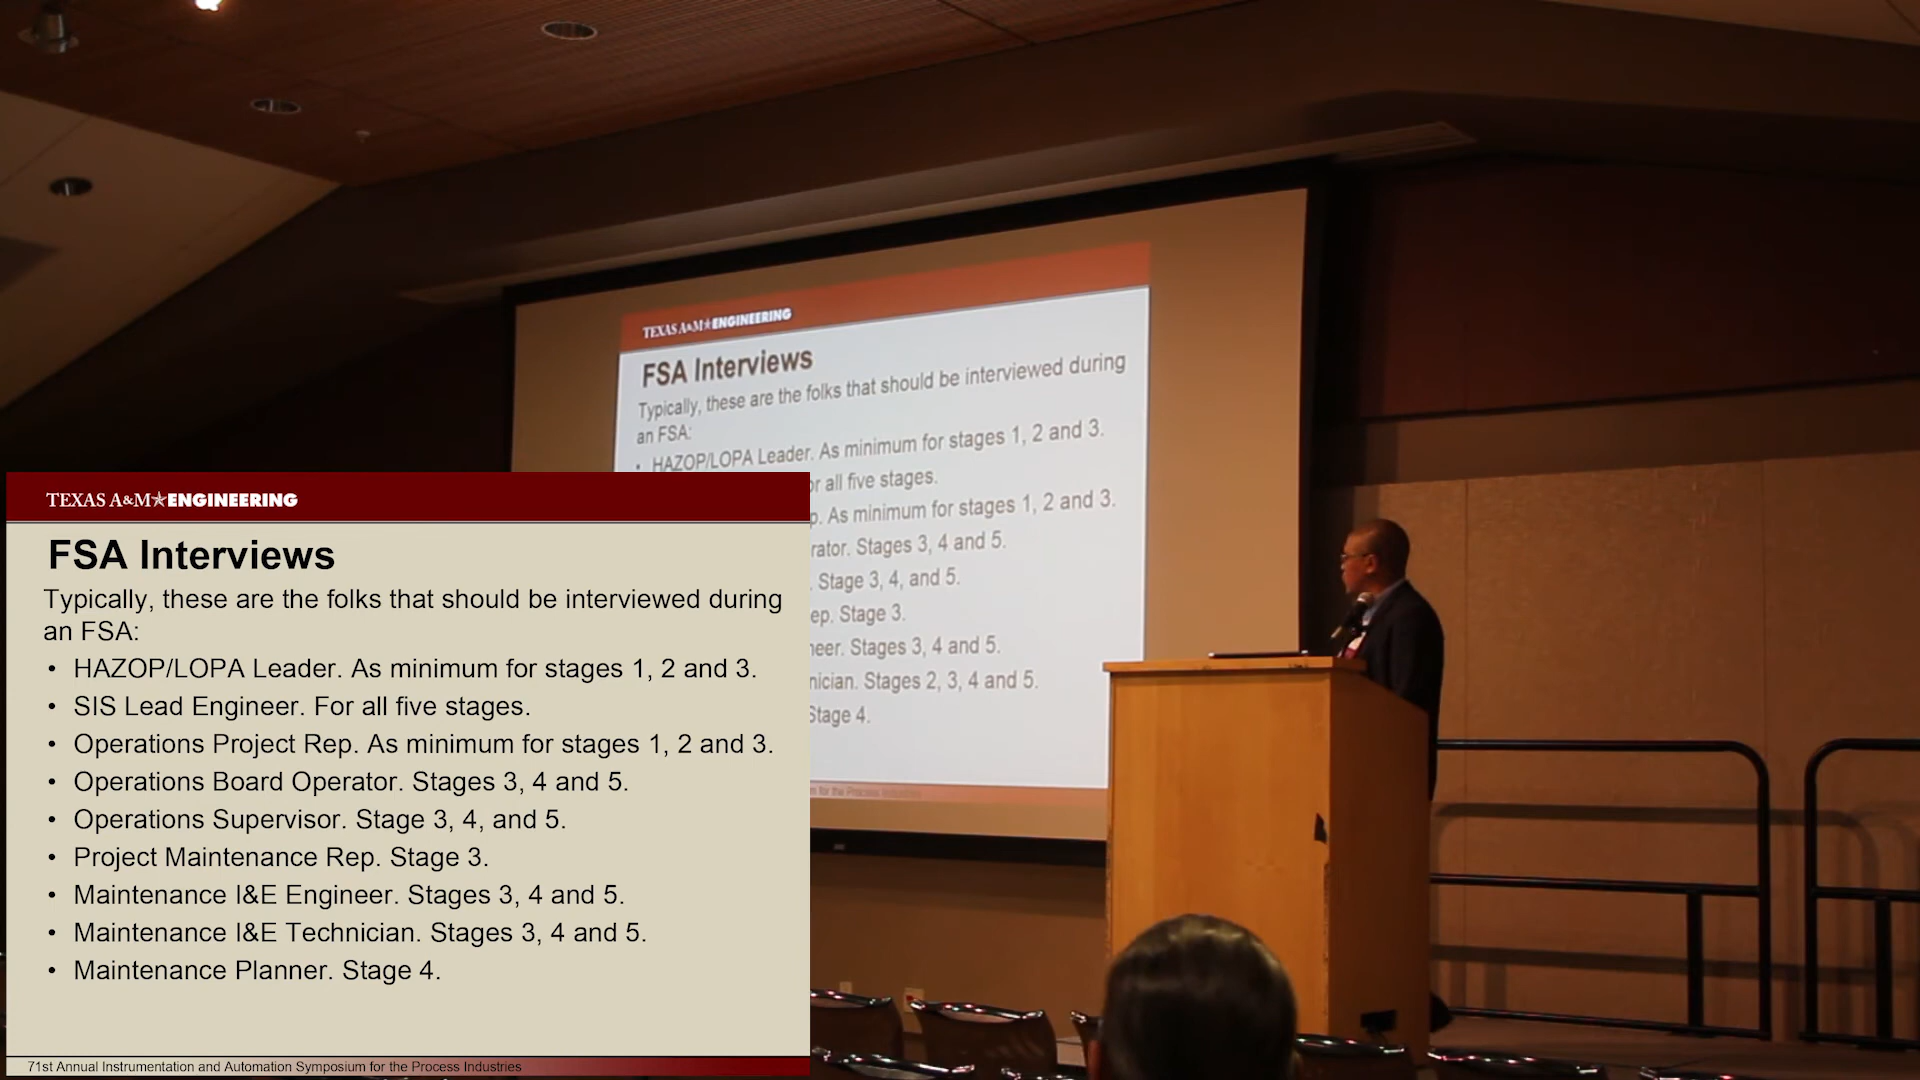 TEXAS A&M★ENGINEERING
FSA Interviews
Typically, these are the folks that should be interviewed during
an FSA:
• HAZOP/LOPA Leader. As minimum for stages 1, 2 and 3.
or all five stages.
p. As minimum for stages 1, 2 and 3.
rator. Stages 3, 4 and 5.
. Stage 3, 4, and 5.
ep. Stage 3.
neer. Stages 3, 4 and 5.
nician. Stages 2, 3, 4 and 5.
Stage 4.
m for the Process Industries
TEXAS A&M★ENGINEERING
FSA Interviews
Typically, these are the folks that should be interviewed during
an FSA:
• HAZOP/LOPA Leader. As minimum for stages 1, 2 and 3.
• SIS Lead Engineer. For all five stages.
• Operations Project Rep. As minimum for stages 1, 2 and 3.
• Operations Board Operator. Stages 3, 4 and 5.
• Operations Supervisor. Stage 3, 4, and 5.
• Project Maintenance Rep. Stage 3.
• Maintenance I&E Engineer. Stages 3, 4 and 5.
• Maintenance I&E Technician. Stages 3, 4 and 5.
• Maintenance Planner. Stage 4.
71st Annual Instrumentation and Automation Symposium for the Process Industries